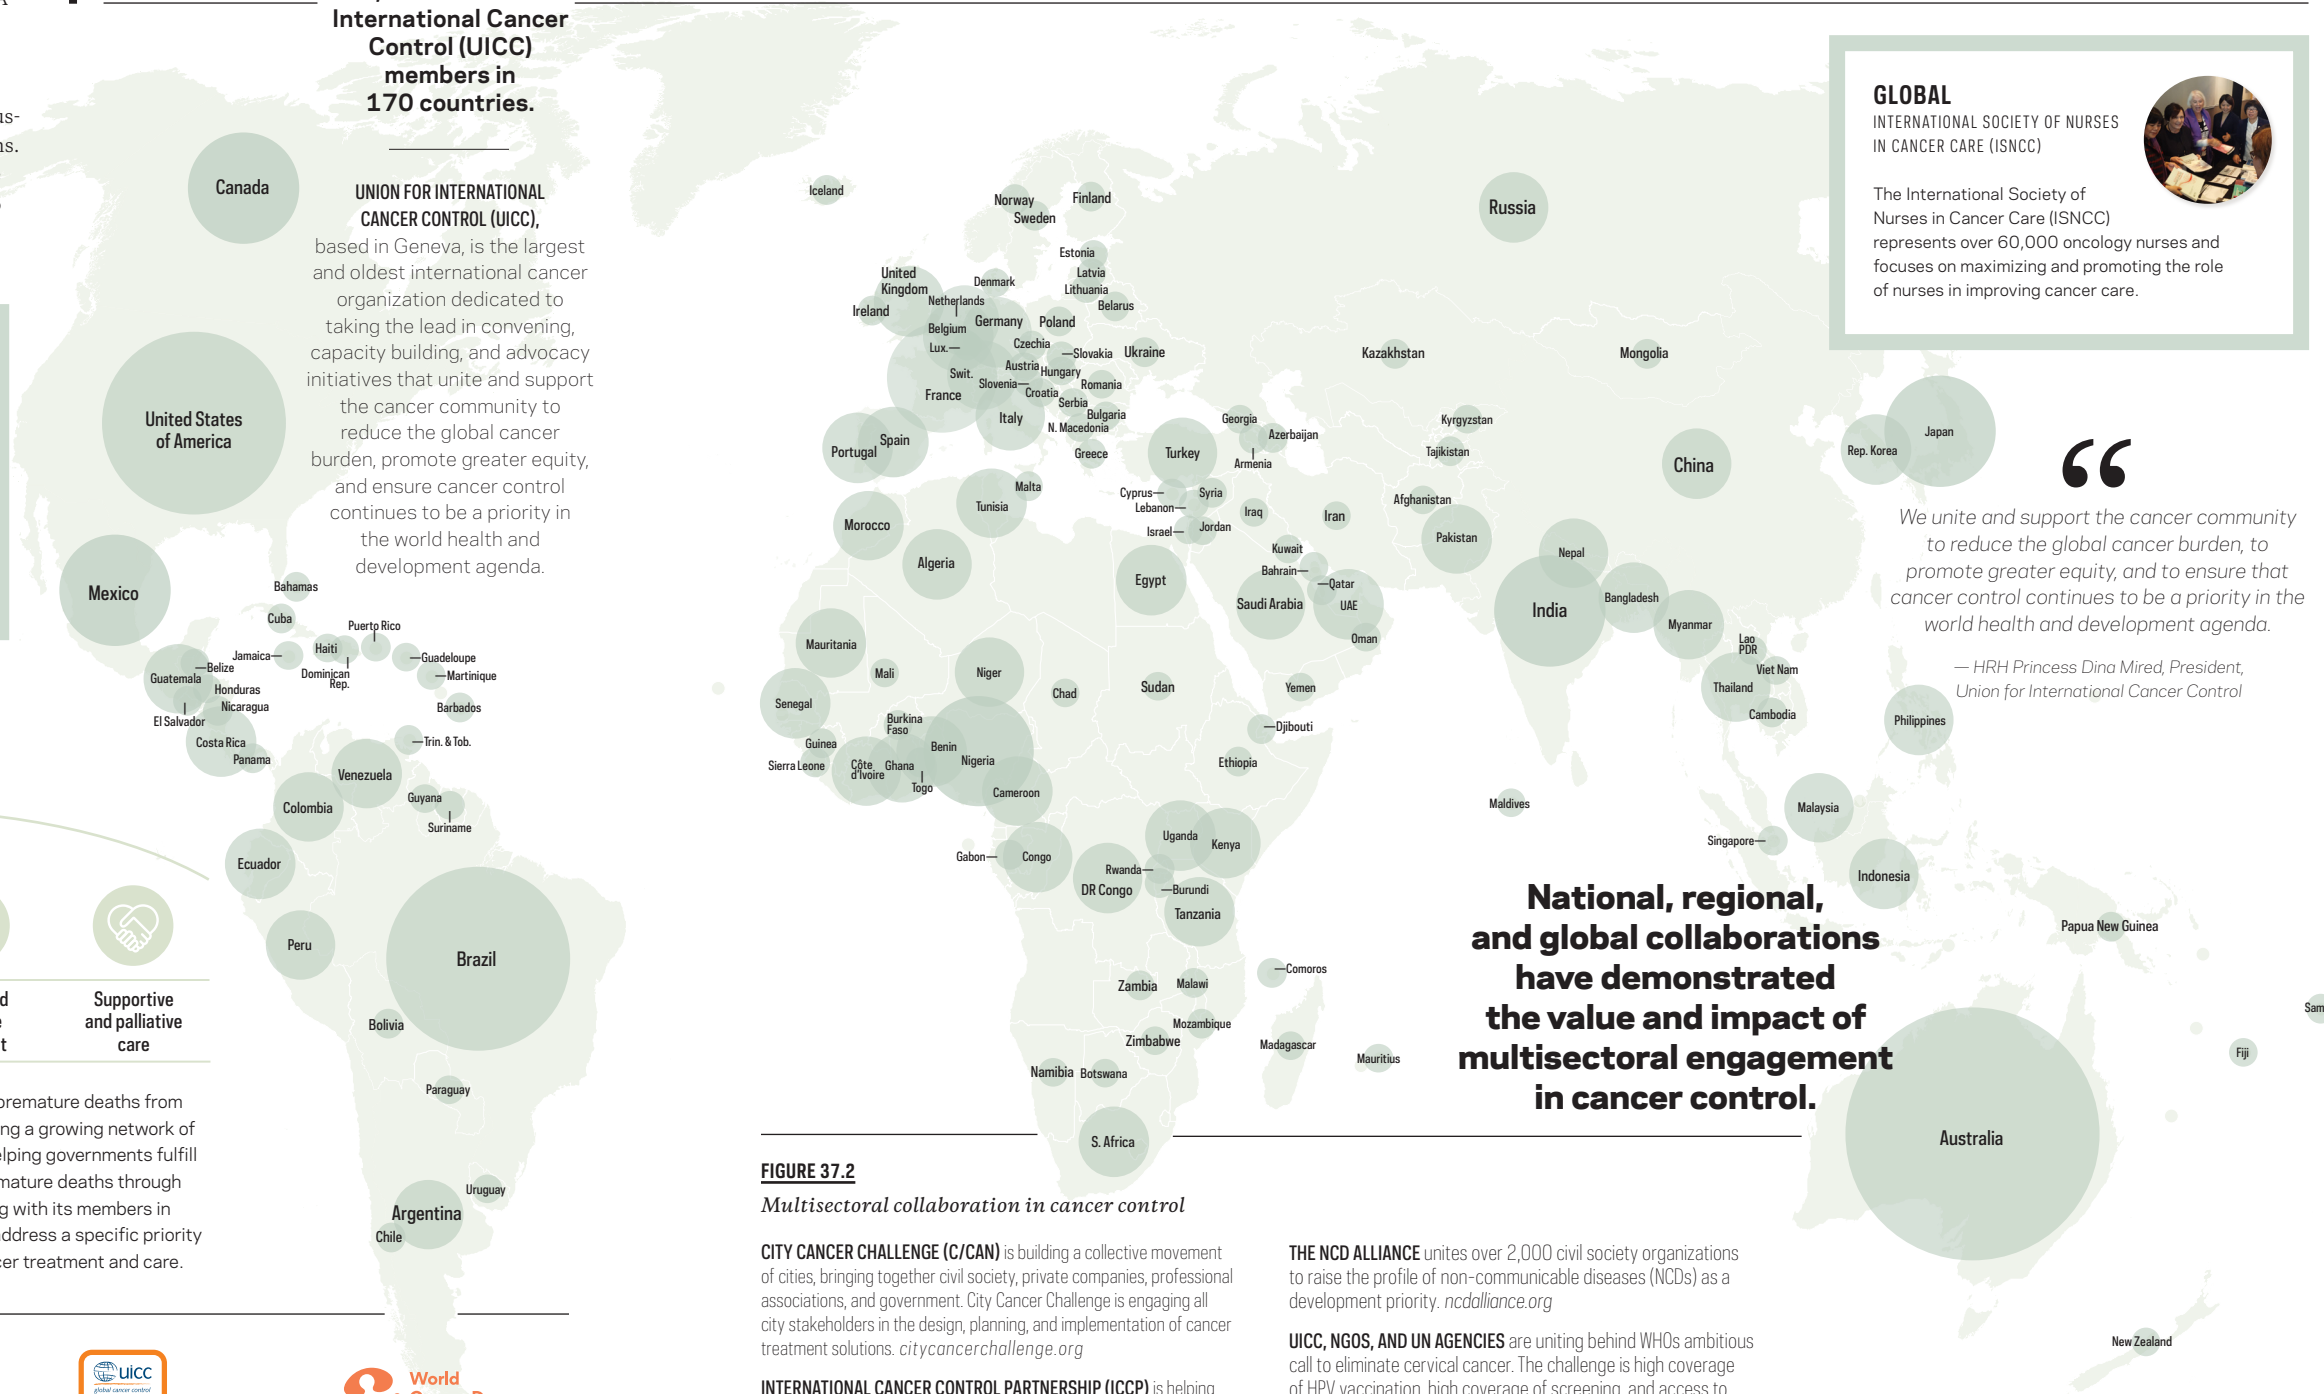 International Cancer
Control (UICC)
members in
170 countries.
UNION FOR INTERNATIONAL
CANCER CONTROL (UICC),
based in Geneva, is the largest
and oldest international cancer
organization dedicated to
taking the lead in convening,
capacity building, and advocacy
initiatives that unite and support
the cancer community to
reduce the global cancer
burden, promote greater equity,
and ensure cancer control
continues to be a priority in
the world health and
development agenda.
GLOBAL
INTERNATIONAL SOCIETY OF NURSES
IN CANCER CARE (ISNCC)
The International Society of
Nurses in Cancer Care (ISNCC)
represents over 60,000 oncology nurses and
focuses on maximizing and promoting the role
of nurses in improving cancer care.
“
We unite and support the cancer community
to reduce the global cancer burden, to
promote greater equity, and to ensure that
cancer control continues to be a priority in the
world health and development agenda.
— HRH Princess Dina Mired, President,
Union for International Cancer Control
Canada
United States
of America
Mexico
Bahamas
Cuba
Puerto Rico
Jamaica
Haiti
Dominican
Rep.
Guadeloupe
Martinique
Barbados
Belize
Guatemala
Honduras
Nicaragua
El Salvador
Costa Rica
Panama
Trin. & Tob.
Venezuela
Colombia
Guyana
Suriname
Ecuador
Peru
Brazil
Bolivia
Paraguay
Uruguay
Argentina
Chile
Iceland
Norway
Sweden
Finland
Estonia
Latvia
Lithuania
Belarus
United
Kingdom
Ireland
Denmark
Netherlands
Belgium
Germany
Poland
Lux.
Czechia
Slovakia
Ukraine
Swit.
Austria
Hungary
Slovenia
Croatia
Romania
France
Serbia
Italy
Bulgaria
N. Macedonia
Spain
Portugal
Greece
Malta
Turkey
Georgia
Azerbaijan
Armenia
Cyprus
Syria
Lebanon
Israel
Jordan
Iraq
Iran
Kuwait
Bahrain
Qatar
Saudi Arabia
UAE
Oman
Yemen
Russia
Kazakhstan
Mongolia
Kyrgyzstan
Tajikistan
Afghanistan
Pakistan
China
Rep. Korea
Japan
Nepal
India
Bangladesh
Myanmar
Lao
PDR
Viet Nam
Thailand
Cambodia
Philippines
Maldives
Malaysia
Singapore
Indonesia
Papua New Guinea
Sam
Fiji
Australia
New Zealand
Tunisia
Morocco
Algeria
Egypt
Mauritania
Mali
Niger
Chad
Sudan
Senegal
Burkina
Faso
Guinea
Benin
Sierra Leone
Côte
d'Ivoire
Ghana
Nigeria
Togo
Cameroon
Djibouti
Ethiopia
Gabon
Congo
Uganda
Kenya
Rwanda
DR Congo
Burundi
Tanzania
Comoros
Zambia
Malawi
Mozambique
Zimbabwe
Madagascar
Mauritius
Namibia
Botswana
S. Africa
National, regional,
and global collaborations
have demonstrated
the value and impact of
multisectoral engagement
in cancer control.
us-
ns.
d
e
t
Supportive
and palliative
care
premature deaths from
ing a growing network of
elping governments fulfill
mature deaths through
g with its members in
address a specific priority
cer treatment and care.
uicc
global cancer control
World
FIGURE 37.2
Multisectoral collaboration in cancer control
CITY CANCER CHALLENGE (C/CAN) is building a collective movement
of cities, bringing together civil society, private companies, professional
associations, and government. City Cancer Challenge is engaging all
city stakeholders in the design, planning, and implementation of cancer
treatment solutions. citycancerchallenge.org
INTERNATIONAL CANCER CONTROL PARTNERSHIP (ICCP) is helping
THE NCD ALLIANCE unites over 2,000 civil society organizations
to raise the profile of non-communicable diseases (NCDs) as a
development priority. ncdalliance.org
UICC, NGOS, AND UN AGENCIES are uniting behind WHOs ambitious
call to eliminate cervical cancer. The challenge is high coverage
of HPV vaccination, high coverage of screening, and access to